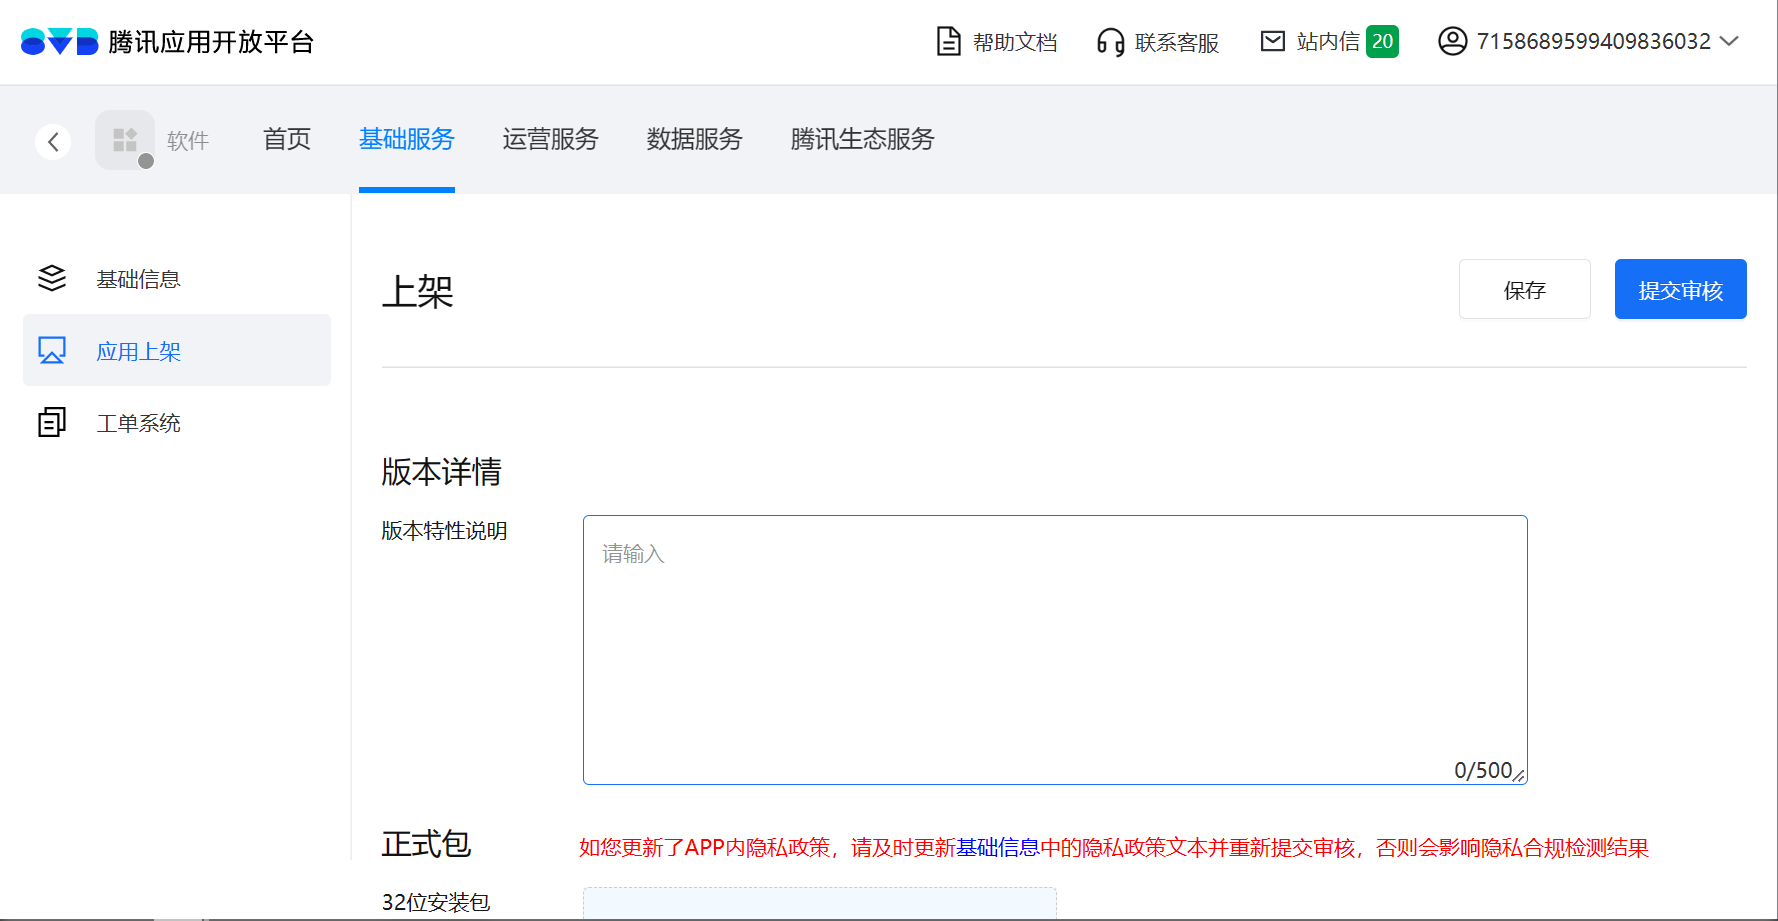 腾讯应用开放平台 帮助文档 联系客服 站内信 20 7158689599409836032
软件 首页 基础服务 运营服务 数据服务 腾讯生态服务
基础信息
应用上架
工单系统
上架 保存 提交审核
版本详情
版本特性说明
请输入
0/500
正式包 如您更新了APP内隐私政策，请及时更新基础信息中的隐私政策文本并重新提交审核，否则会影响隐私合规检测结果
32位安装包